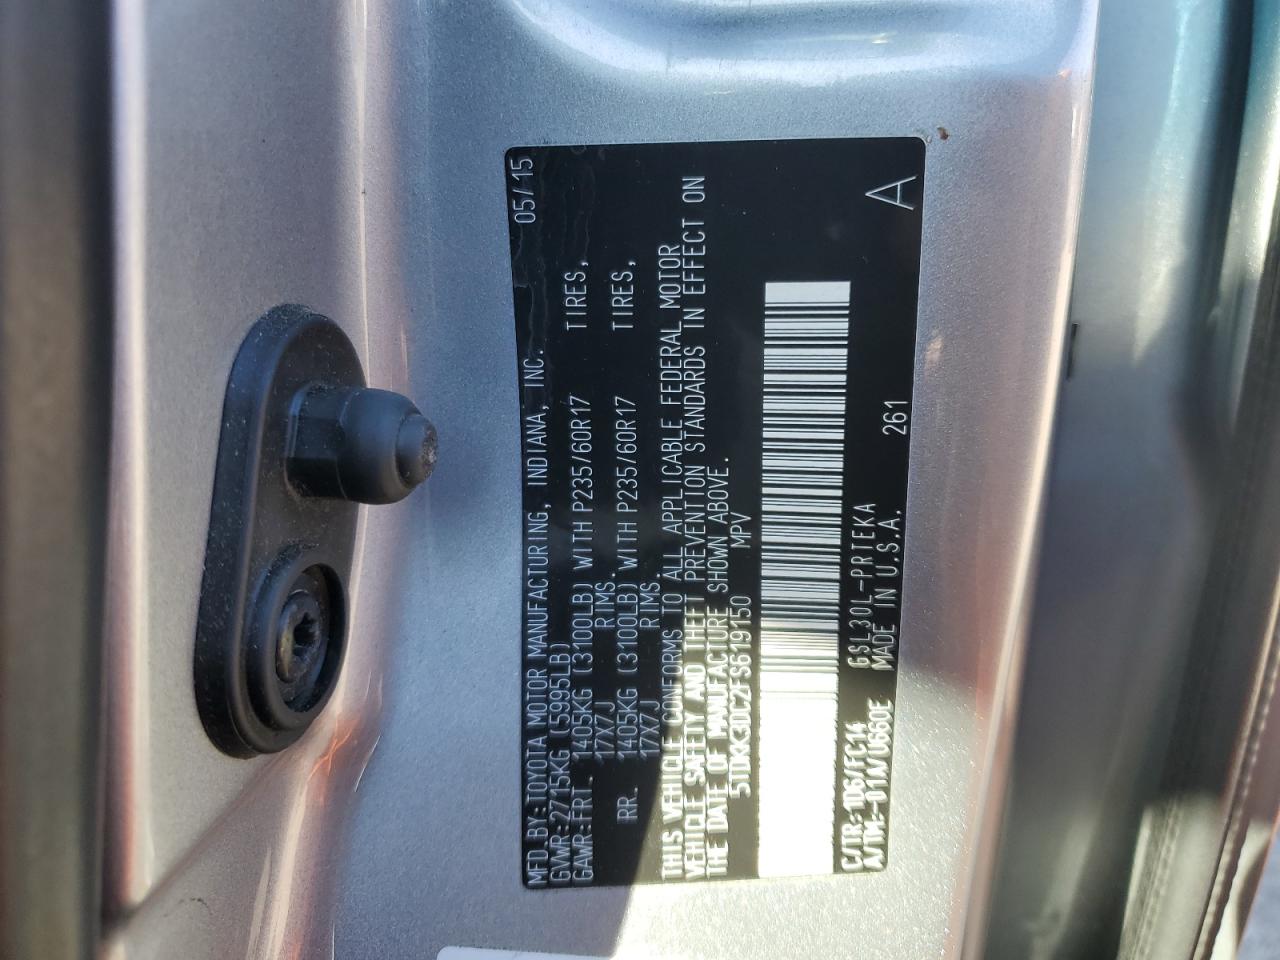 MFD.BY:TOYOTA MOTOR MANUFACTURING, INDIANA, INC. 05/15
GVWR:2715KG (5995LB)
GAWR:FRT. 1405KG (3100LB) WITH P235/60R17 TIRES,
17X7J RIMS.
RR. 1405KG (3100LB) WITH P235/60R17 TIRES,
17X7J RIMS.
THIS VEHICLE CONFORMS TO ALL APPLICABLE FEDERAL MOTOR
VEHICLE SAFETY AND THEFT PREVENTION STANDARDS IN EFFECT ON
THE DATE OF MANUFACTURE SHOWN ABOVE.
5TDKK3DC2FS619150 MPV
C/TR:1D6/FC14 GSL30L-PRTEKA
A/TM:-01A/U660E MADE IN U.S.A. 261 A